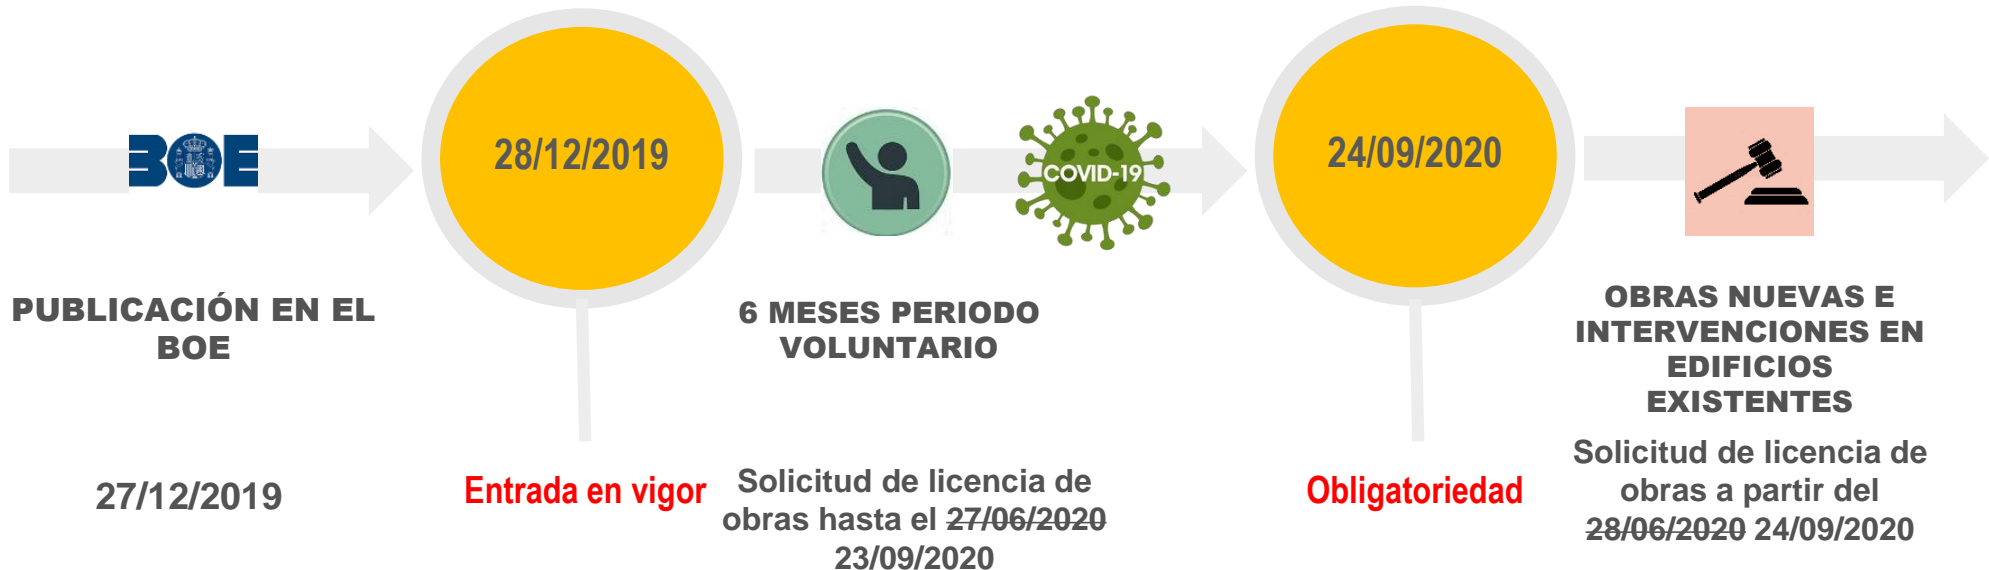 BOE
PUBLICACIÓN EN EL
BOE
27/12/2019
28/12/2019
Entrada en vigor
COVID-19
6 MESES PERIODO
VOLUNTARIO
Solicitud de licencia de
obras hasta el 27/06/2020
23/09/2020
24/09/2020
Obligatoriedad
OBRAS NUEVAS E
INTERVENCIONES EN
EDIFICIOS
EXISTENTES
Solicitud de licencia de
obras a partir del
28/06/2020 24/09/2020